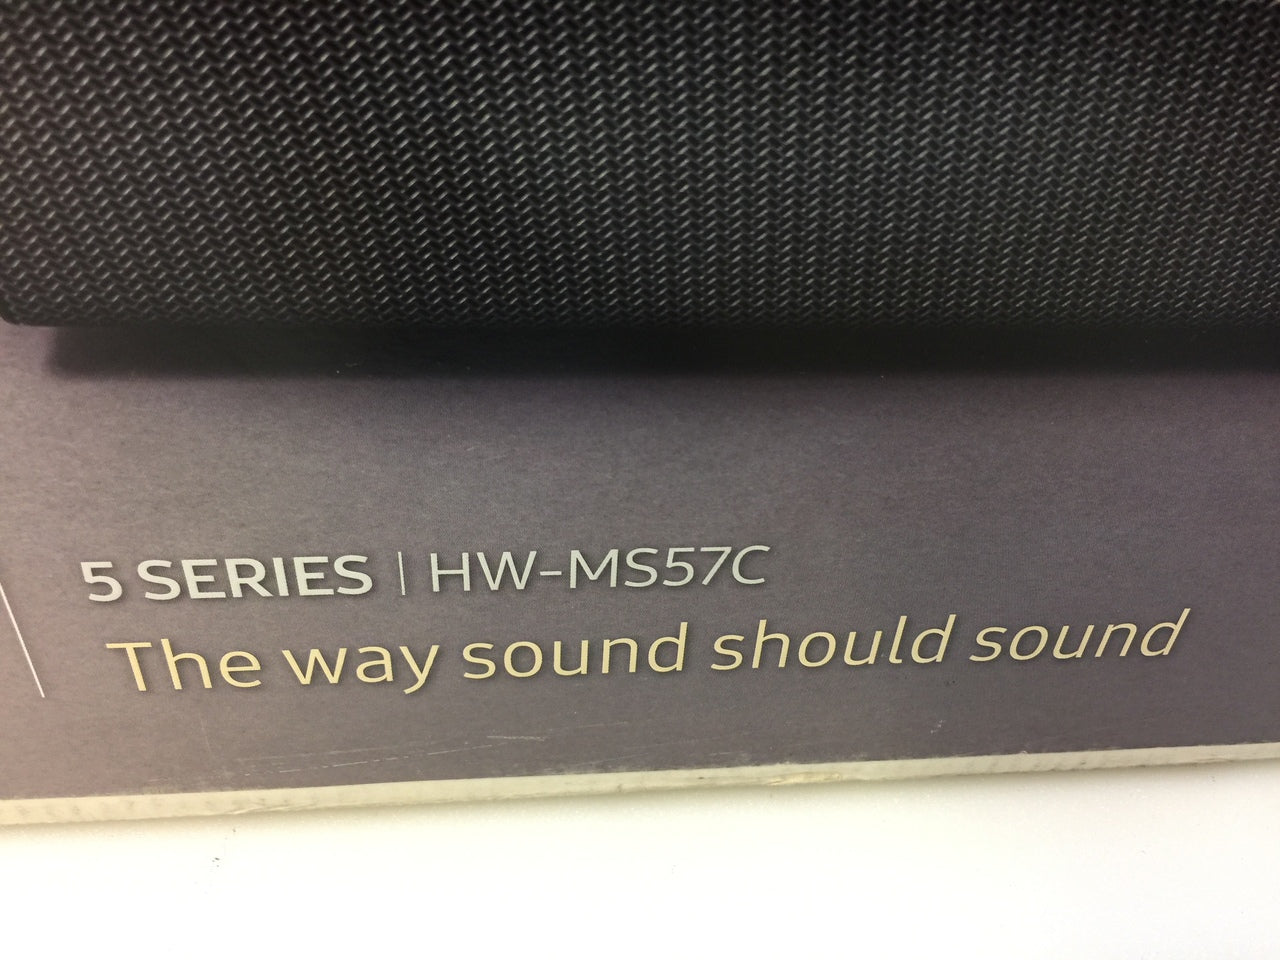 5 SERIES | HW-MS57C
The way sound should sound